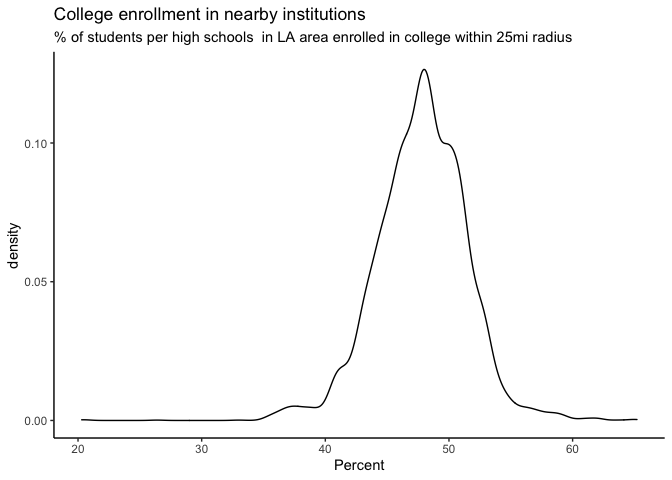 College enrollment in nearby institutions
% of students per high schools  in LA area enrolled in college within 25mi radius
0.10
0.05
0.00
density
20 30 40 50 60
Percent